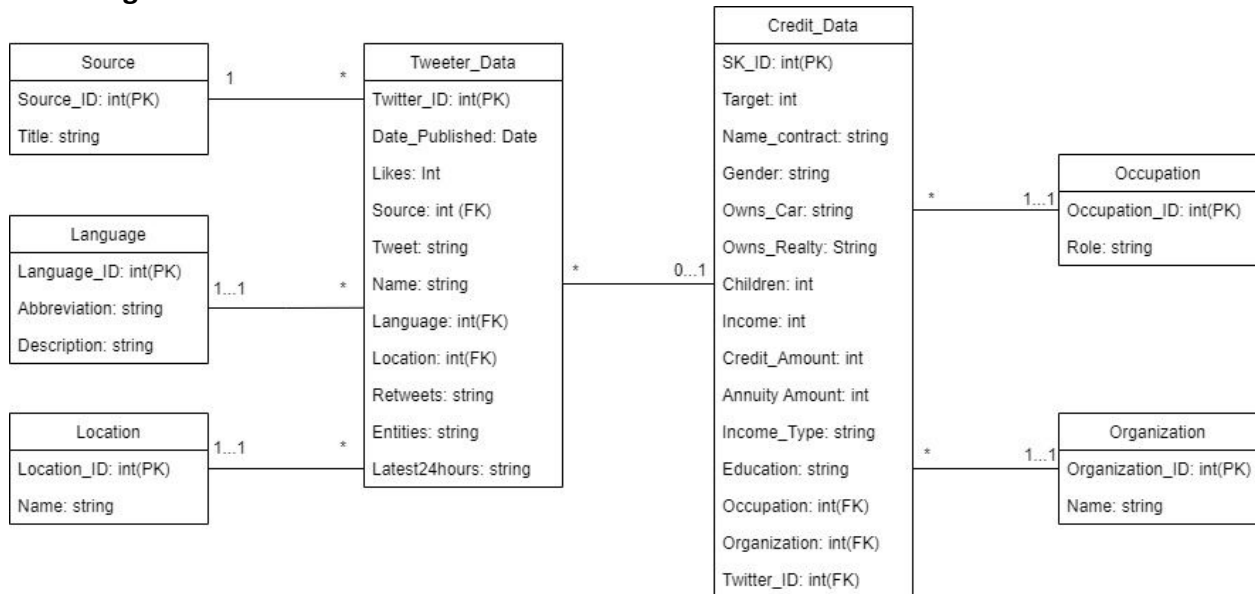 Source
Source_ID: int(PK)
Title: string
1
*
Language
Language_ID: int(PK)
Abbreviation: string
Description: string
1...1
*
Location
Location_ID: int(PK)
Name: string
1...1
*
Tweeter_Data
Twitter_ID: int(PK)
Date_Published: Date
Likes: Int
Source: int (FK)
Tweet: string
Name: string
Language: int(FK)
Location: int(FK)
Retweets: string
Entities: string
Latest24hours: string
*
0...1
Credit_Data
SK_ID: int(PK)
Target: int
Name_contract: string
Gender: string
Owns_Car: string
Owns_Realty: String
Children: int
Income: int
Credit_Amount: int
Annuity Amount: int
Income_Type: string
Education: string
Occupation: int(FK)
Organization: int(FK)
Twitter_ID: int(FK)
*
1...1
Occupation
Occupation_ID: int(PK)
Role: string
*
1...1
Organization
Organization_ID: int(PK)
Name: string